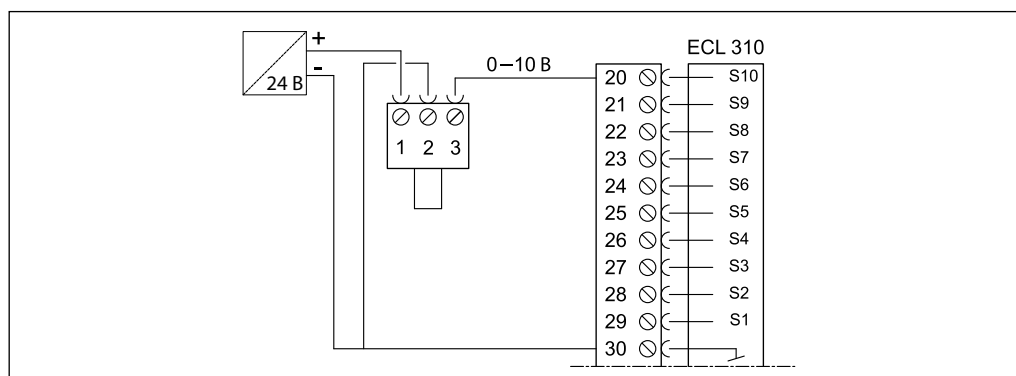 ECL 310
+
-
24 В
0–10 В
1 2 3
20 S10
21 S9
22 S8
23 S7
24 S6
25 S5
26 S4
27 S3
28 S2
29 S1
30